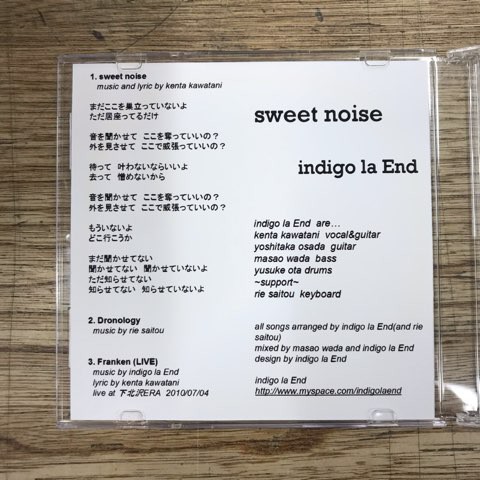 1. sweet noise
music and lyric by kenta kawatani
まだここを巣立っていないよ
ただ居座ってるだけ
音を聞かせて ここを奪っていいの？
外を見させて ここで威張っていいの？
待って 叶わないならいいよ
去って 憎めないから
音を聞かせて ここを奪っていいの？
外を見させて ここで威張っていいの？
もういないよ
どこ行こうか
まだ聞かせてない
聞かせてない 聞かせていないよ
ただ知らせてない
知らせてない 知らせていないよ
2. Dronology
music by rie saitou
3. Franken (LIVE)
music by indigo la End
lyric by kenta kawatani
live at 下北沢ERA 2010/07/04
sweet noise
indigo la End
indigo la End are…
kenta kawatani vocal&guitar
yoshitaka osada guitar
masao wada bass
yusuke ota drums
~support~
rie saitou keyboard
all songs arranged by indigo la End(and rie
saitou)
mixed by masao wada and indigo la End
design by indigo la End
indigo la End
http://www.myspace.com/indigolaend